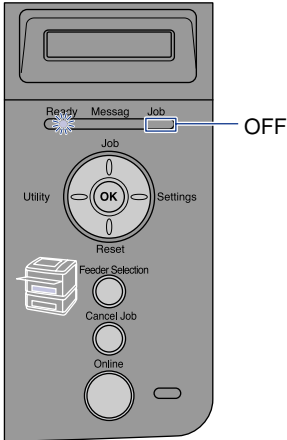 Ready Messag Job
OFF
Job
Utility OK Settings
Reset
Feeder Selection
Cancel Job
Online